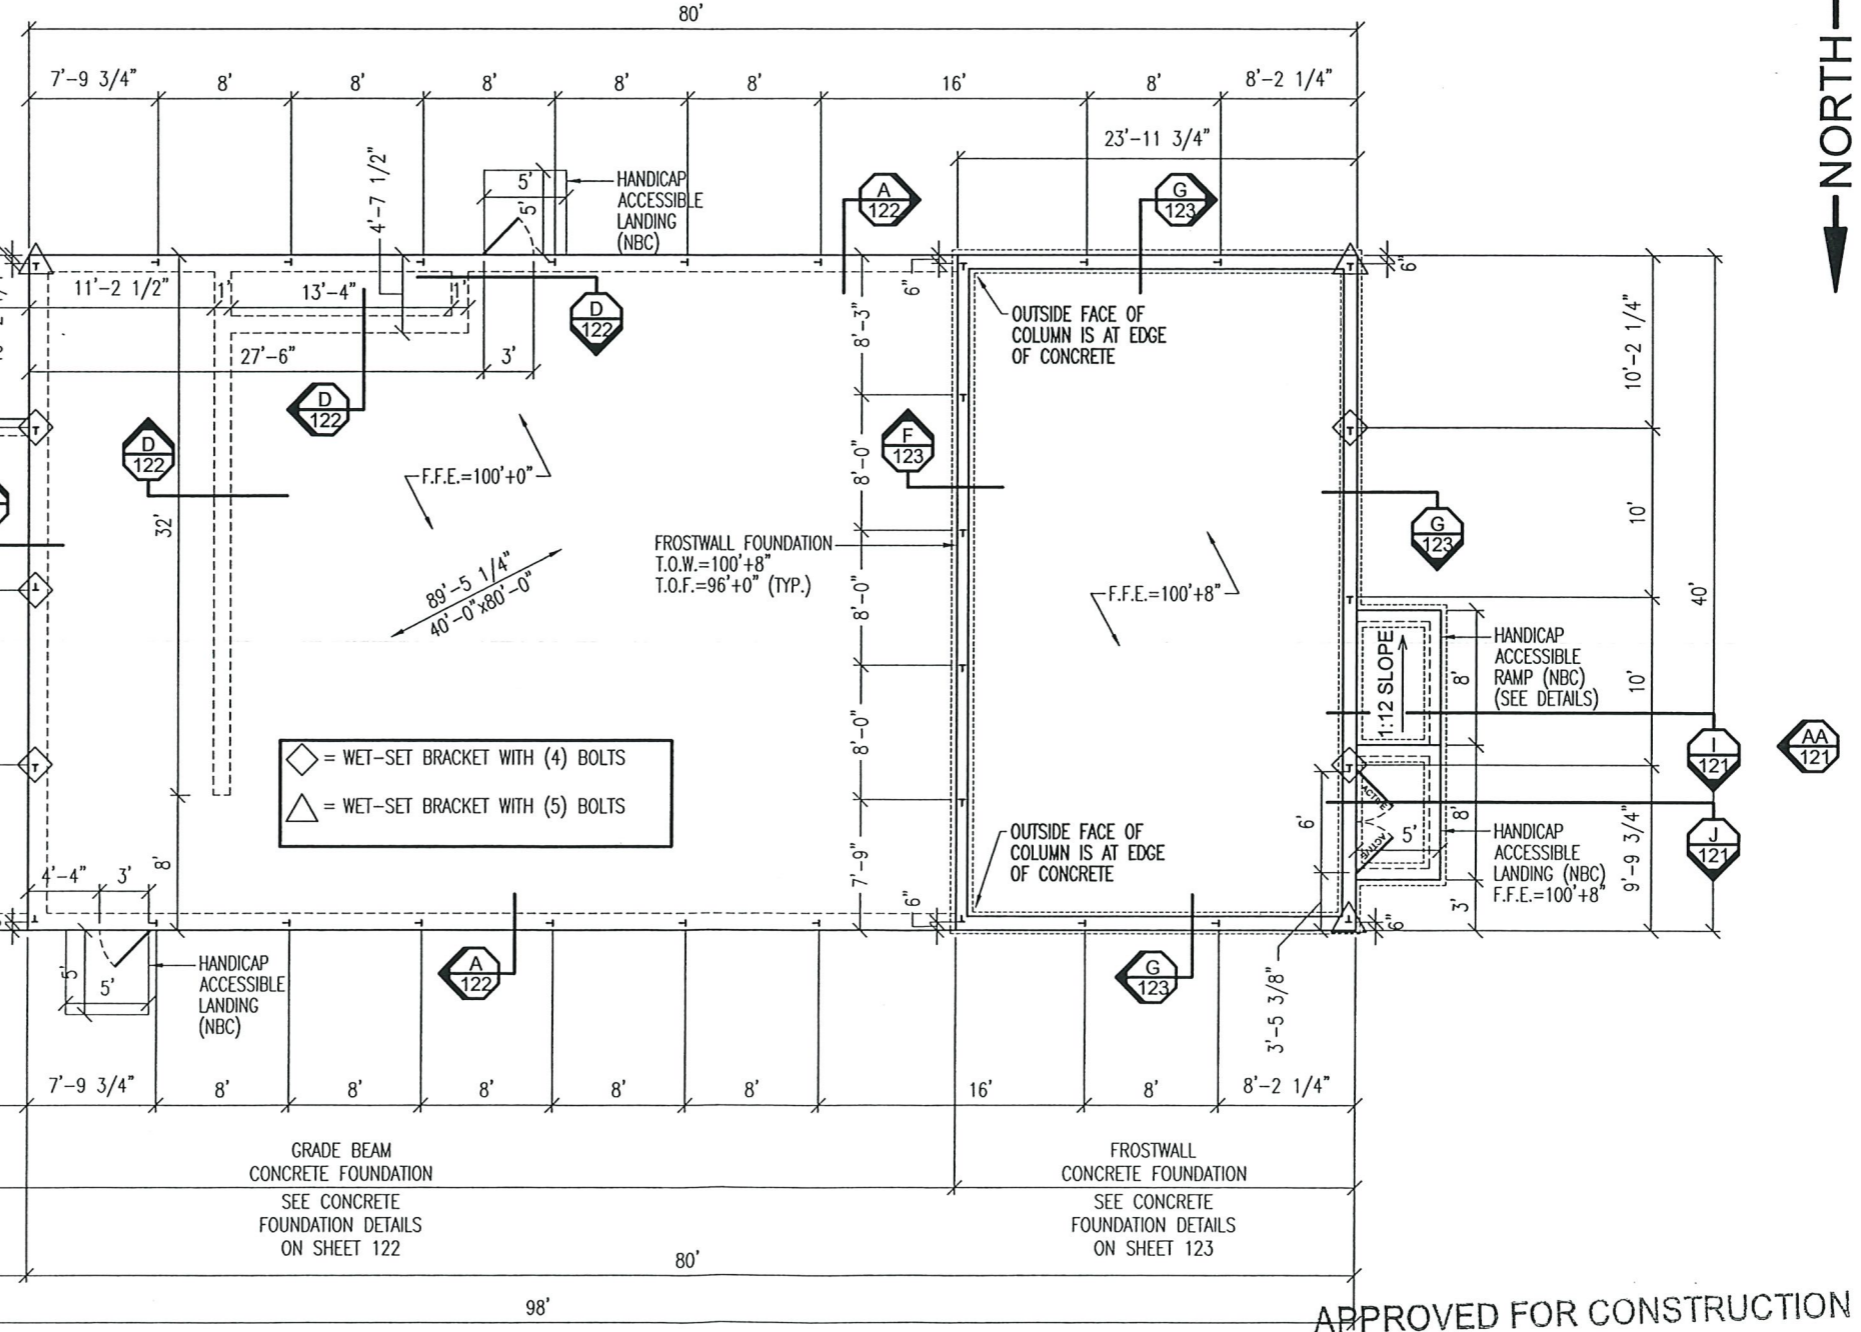 80'
7'-9 3/4"
8'
8'
8'
8'
8'
16'
8'
8'-2 1/4"
NORTH
23'-11 3/4"
4'-7 1/2"
5'
5'
HANDICAP
ACCESSIBLE
LANDING
(NBC)
A
122
G
123
6"
6"
11'-2 1/2"
1'
13'-4"
1'
D
122
8'-3"
OUTSIDE FACE OF
COLUMN IS AT EDGE
OF CONCRETE
10'-2 1/4"
27'-6"
3'
D
122
D
122
F
123
F.F.E.=100'+0"
8'-0"
32'
G
123
10'
FROSTWALL FOUNDATION
T.O.W.=100'+8"
T.O.F.=96'+0" (TYP.)
89'-5 1/4"
40'-0"x80'-0"
8'-0"
F.F.E.=100'+8"
40'
1:12 SLOPE
8'
HANDICAP
ACCESSIBLE
RAMP (NBC)
(SEE DETAILS)
10'
8'-0"
I
121
AA
121
= WET-SET BRACKET WITH (4) BOLTS
= WET-SET BRACKET WITH (5) BOLTS
ACTIVE
ACTIVE
6'
5'
8'
HANDICAP
ACCESSIBLE
LANDING (NBC)
F.F.E.=100'+8"
J
121
9'-9 3/4"
OUTSIDE FACE OF
COLUMN IS AT EDGE
OF CONCRETE
7'-9"
8'
4'-4"
3'
6"
3'
6"
5'
5'
HANDICAP
ACCESSIBLE
LANDING
(NBC)
A
122
G
123
3'-5 3/8"
7'-9 3/4"
8'
8'
8'
8'
8'
16'
8'
8'-2 1/4"
GRADE BEAM
CONCRETE FOUNDATION
SEE CONCRETE
FOUNDATION DETAILS
ON SHEET 122
FROSTWALL
CONCRETE FOUNDATION
SEE CONCRETE
FOUNDATION DETAILS
ON SHEET 123
80'
98'
APPROVED FOR CONSTRUCTION